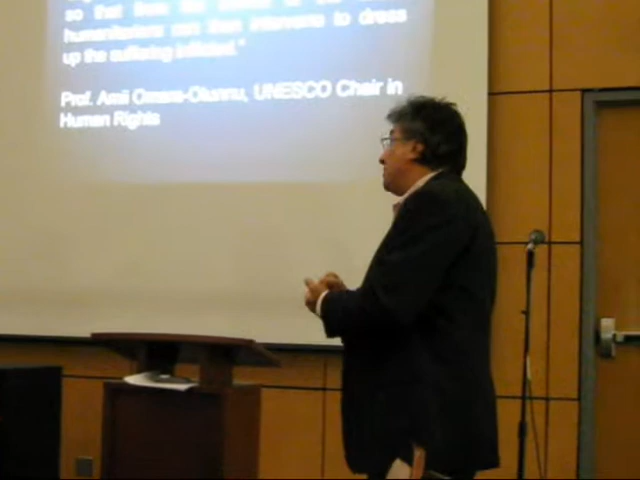 so that then the
humanitarians can then intervene to dress
up the suffering inflicted."
Prof. Amii Omara-Otunnu, UNESCO Chair in
Human Rights